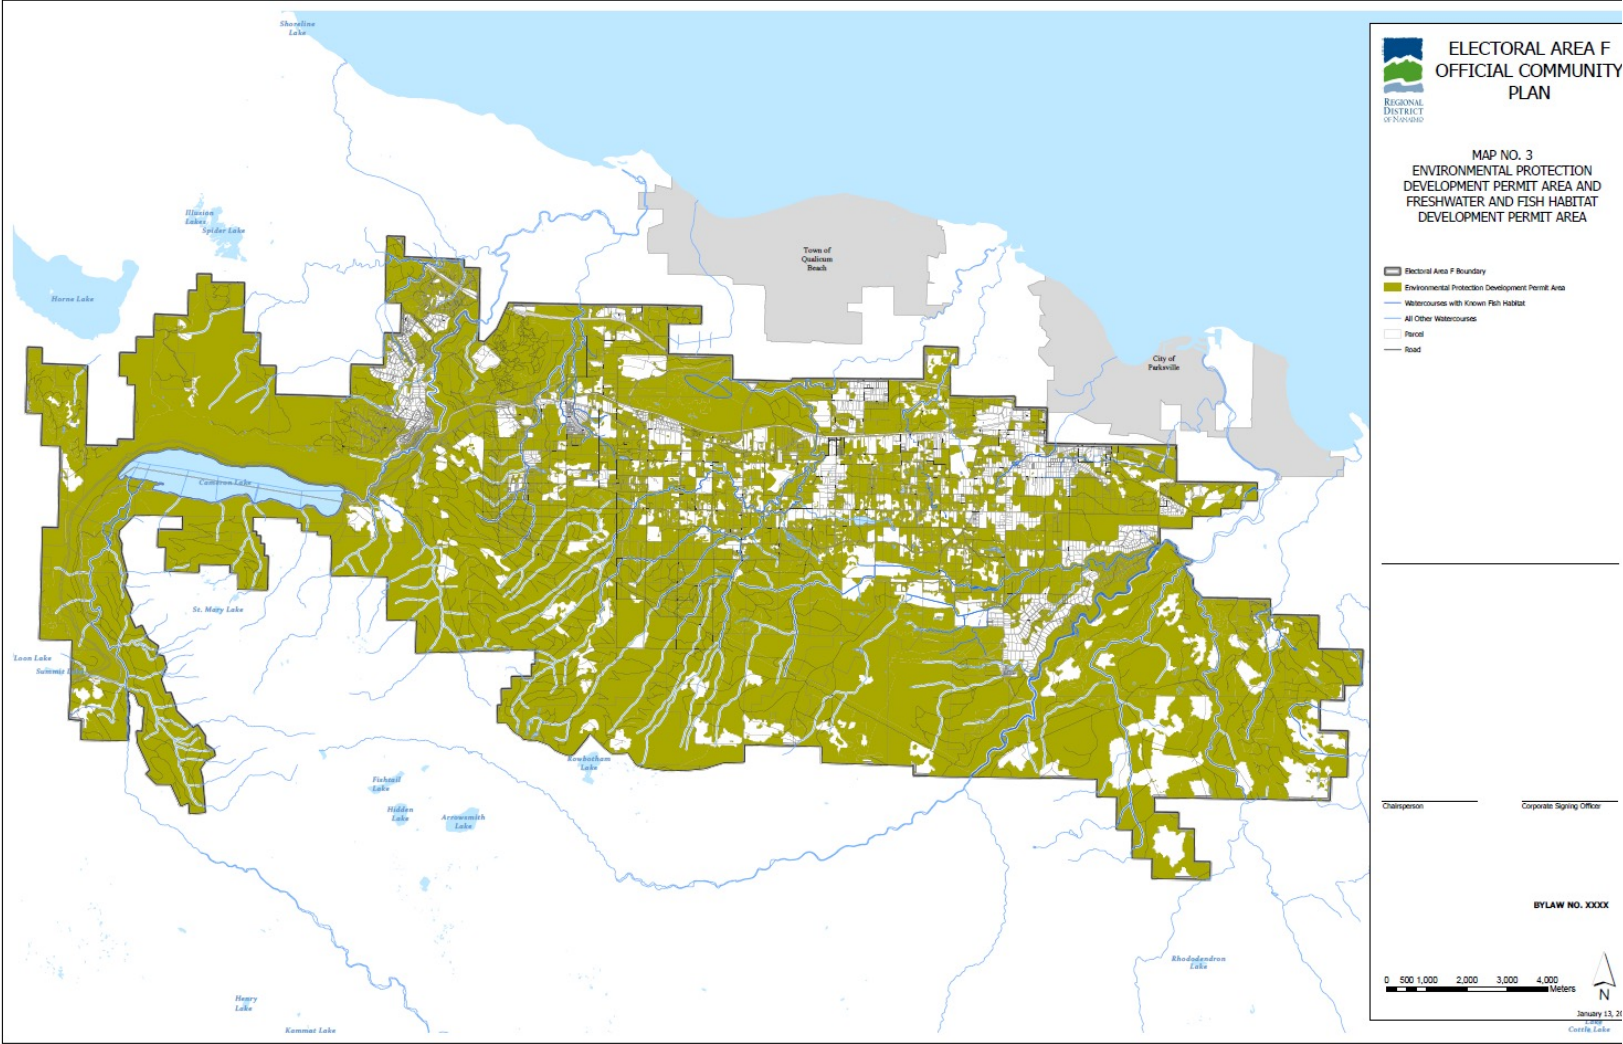 ELECTORAL AREA F
OFFICIAL COMMUNITY
PLAN
REGIONAL
DISTRICT
OF NANAIMO
MAP NO. 3
ENVIRONMENTAL PROTECTION
DEVELOPMENT PERMIT AREA AND
FRESHWATER AND FISH HABITAT
DEVELOPMENT PERMIT AREA
Electoral Area F Boundary
Environmental Protection Development Permit Area
Watercourses with Known Fish Habitat
All Other Watercourses
Parcel
Road
Shoreline
Lake
Illusion
Lakes
Spider Lake
Horne Lake
Town of
Qualicum
Beach
City of
Parksville
Cameron Lake
St. Mary Lake
Loon Lake
Summit
Rowbotham
Lake
Fishtail
Lake
Hidden
Lake
Arrowsmith
Lake
Henry
Lake
Kammat Lake
Rhododendron
Lake
Chairperson
Corporate Signing Officer
BYLAW NO. XXXX
0 500 1,000 2,000 3,000 4,000
Meters
N
January 13, 20
Lake
Cottle Lake